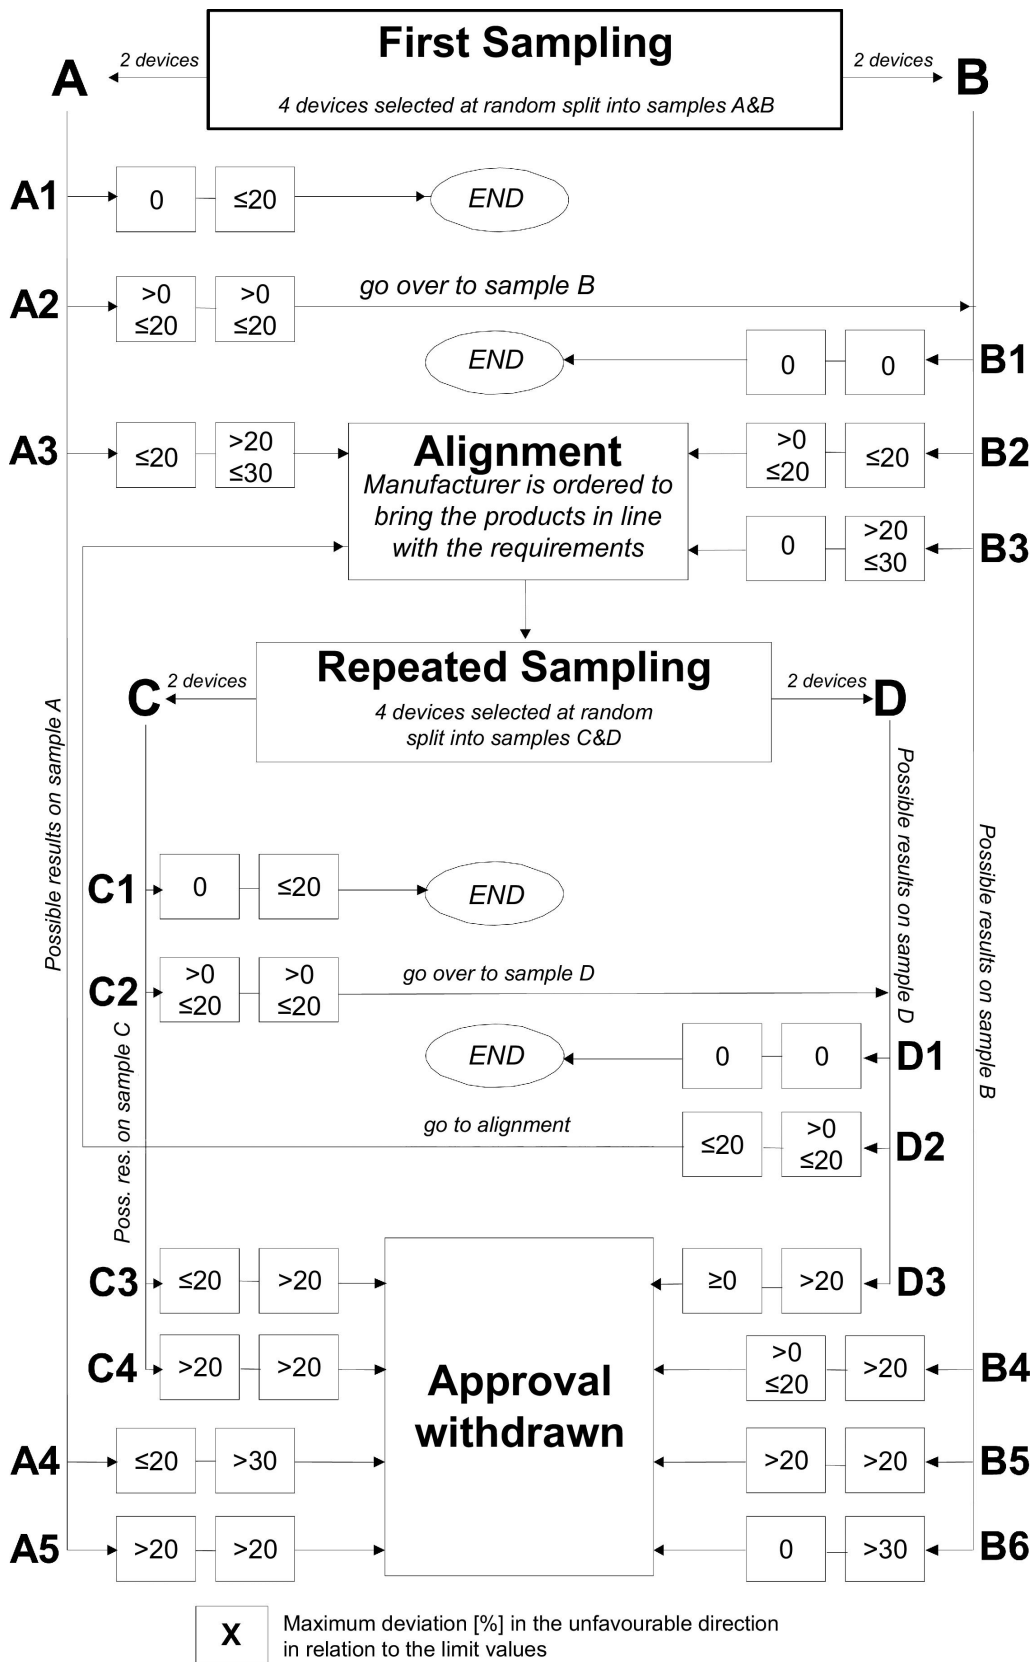 First Sampling
A 2 devices 2 devices B
4 devices selected at random split into samples A&B
A1 0 ≤20 END
A2 >0 ≤20 >0 ≤20 go over to sample B
END 0 0 B1
A3 ≤20 >20 ≤30
Alignment
Manufacturer is ordered to
bring the products in line
with the requirements
>0 ≤20 ≤20 B2
0 >20 ≤30 B3
Repeated Sampling
C 2 devices 2 devices D
4 devices selected at random
split into samples C&D
Possible results on sample A
Possible results on sample D
Possible results on sample B
C1 0 ≤20 END
C2 >0 ≤20 >0 ≤20 go over to sample D
Poss. res. on sample C
END 0 0 D1
go to alignment ≤20 >0 ≤20 D2
C3 ≤20 >20
≥0 >20 D3
C4 >20 >20
>0 ≤20 >20 B4
Approval
withdrawn
A4 ≤20 >30
>20 >20 B5
A5 >20 >20
0 >30 B6
X Maximum deviation [%] in the unfavourable direction
in relation to the limit values